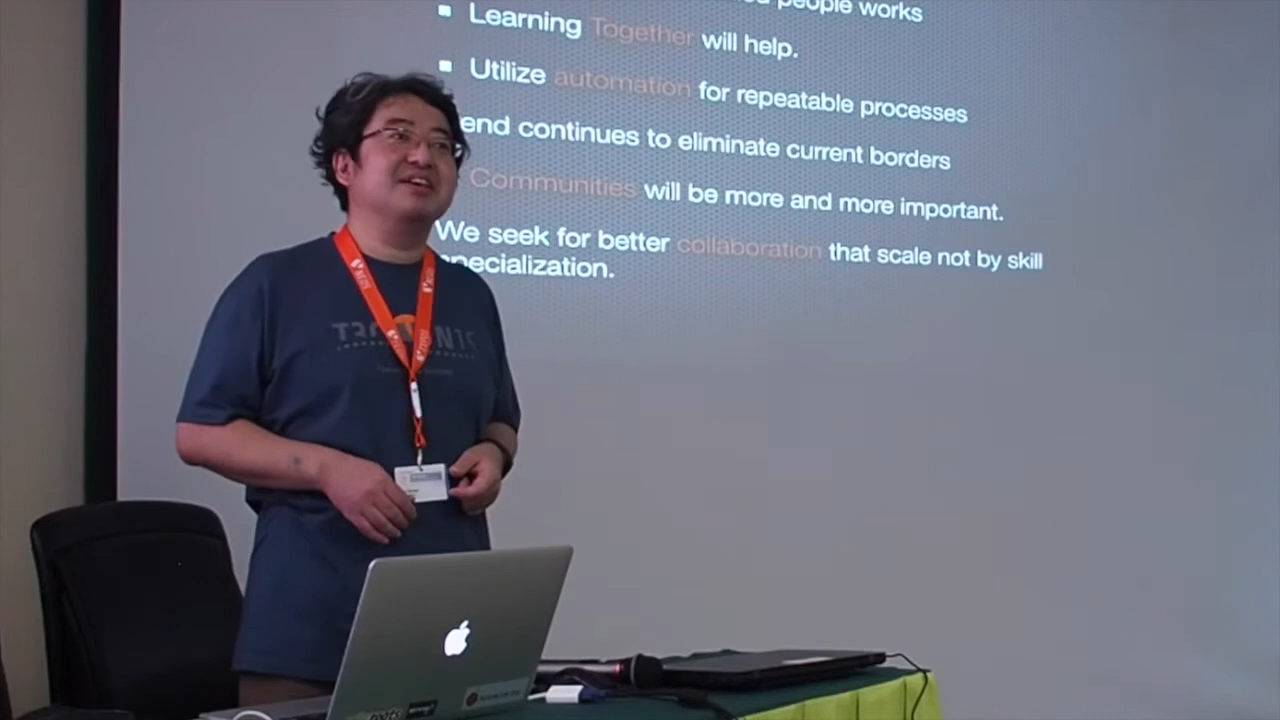 people works
Learning Together will help.
Utilize automation for repeatable processes
end continues to eliminate current borders
Communities will be more and more important.
We seek for better collaboration that scale not by skill
specialization.